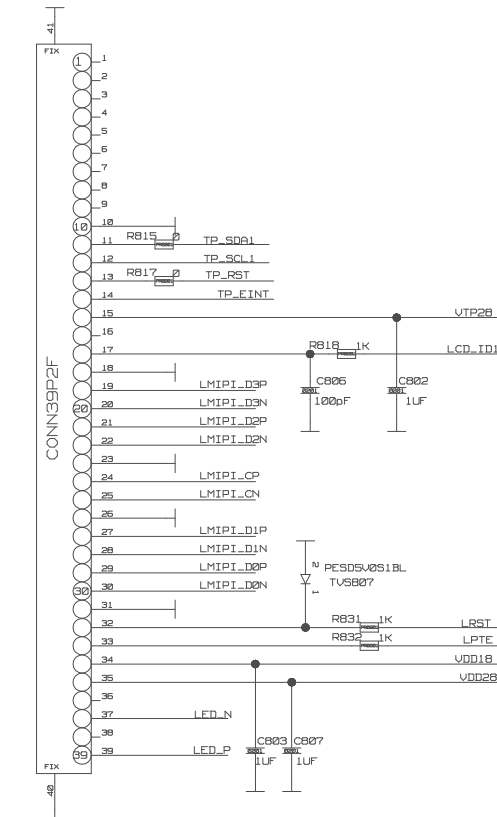 41
FIX
1 1
2
3
4
5
6
7
8
9
10 10
R815 0
11 TP_SDA1
12 TP_SCL1
R817 0
13 TP_RST
14 TP_EINT
15 VTP28
16
R818 1K
17 LCD_ID1
18
C806 C802
19 LMIPI_D3P
100pF 1UF
20 20 LMIPI_D3N
21 LMIPI_D2P
22 LMIPI_D2N
CONN39P2F
23
24 LMIPI_CP
25 LMIPI_CN
26
27 LMIPI_D1P
28 LMIPI_D1N
2 PESD5V0S1BL
29 LMIPI_D0P
TVS807
30 30 LMIPI_D0N
1
31
R831 1K
32 LRST
R832 1K
33 LPTE
34 VDD18
35 VDD28
36
37 LED_N
38
C803 C807
39 39 LED_P
1UF 1UF
FIX
40